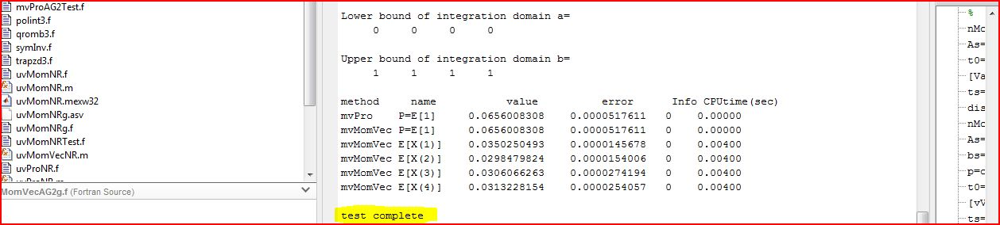 mvProAG2Test.f
polint3.f
qromb3.f
symInv.f
trapzd3.f
uvMomNR.f
uvMomNR.m
uvMomNR.mexw32
uvMomNRg.asv
uvMomNRg.f
uvMomNRTest.f
uvMomVecNR.m
uvProNR.f
uvProNR.m
MomVecAG2g.f (Fortran Source)
Lower bound of integration domain a=
0 0 0 0
Upper bound of integration domain b=
1 1 1 1
method name value error Info CPUtime(sec)
mvPro P=E[1] 0.0656008308 0.0000517611 0 0.00000
mvMomVec P=E[1] 0.0656008308 0.0000517611 0 0.00000
mvMomVec E[X(1)] 0.0350250493 0.0000145678 0 0.00400
mvMomVec E[X(2)] 0.0298479824 0.0000154006 0 0.00400
mvMomVec E[X(3)] 0.0306066263 0.0000274194 0 0.00400
mvMomVec E[X(4)] 0.0313228154 0.0000254057 0 0.00400
test complete
%
nMo
As=
t0=
[Va
ts=
dis
nMo
As=
bs=
p=c
t0=
[vV
ts=